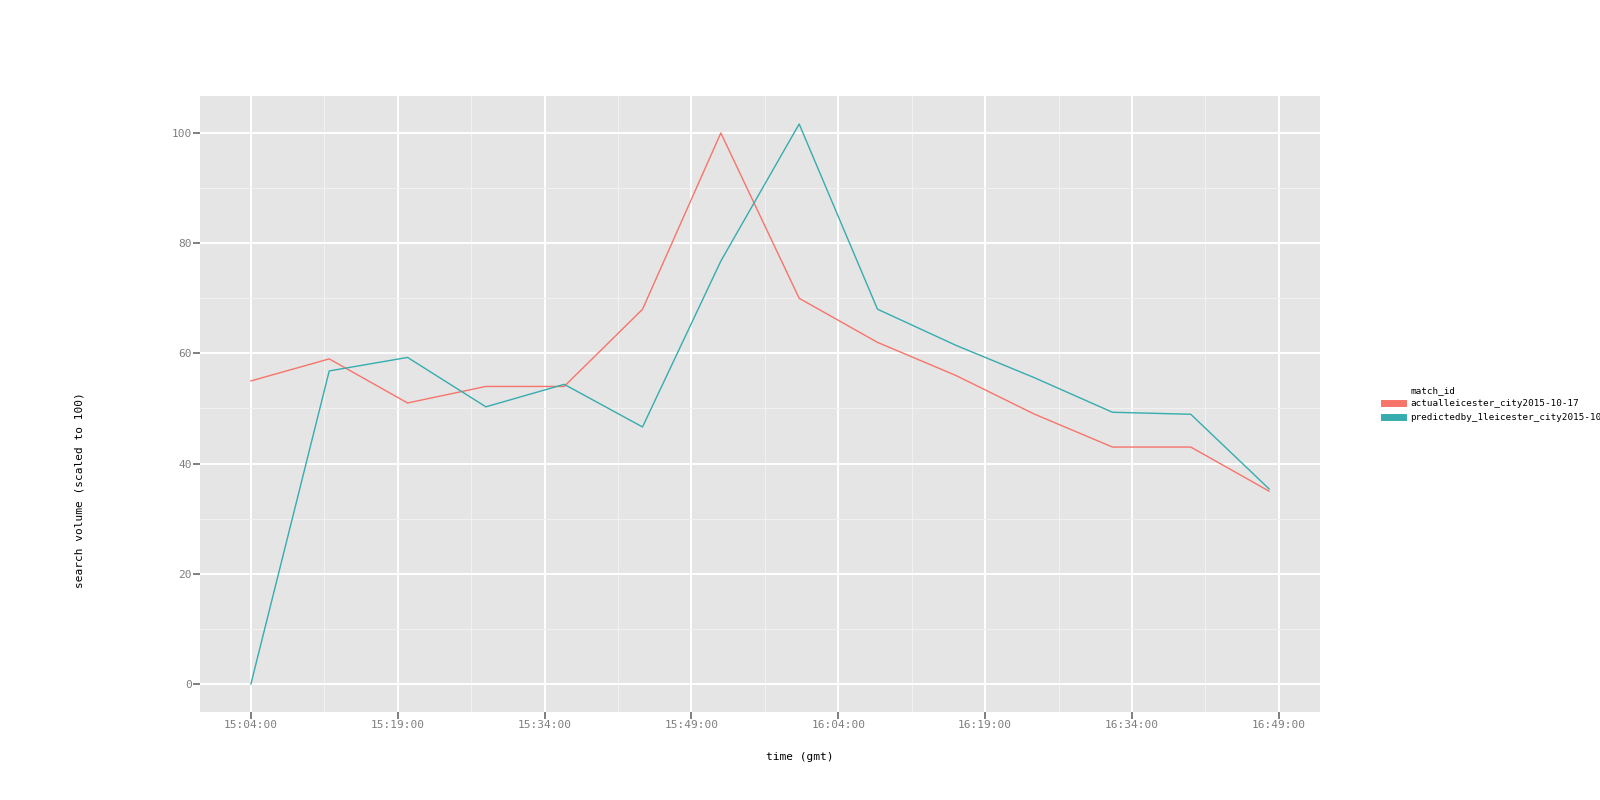 100
80
60
40
20
0
search volume (scaled to 100)
15:04:00 15:19:00 15:34:00 15:49:00 16:04:00 16:19:00 16:34:00 16:49:00
time (gmt)
match_id
actualleicester_city2015-10-17
predictedby_1leicester_city2015-10